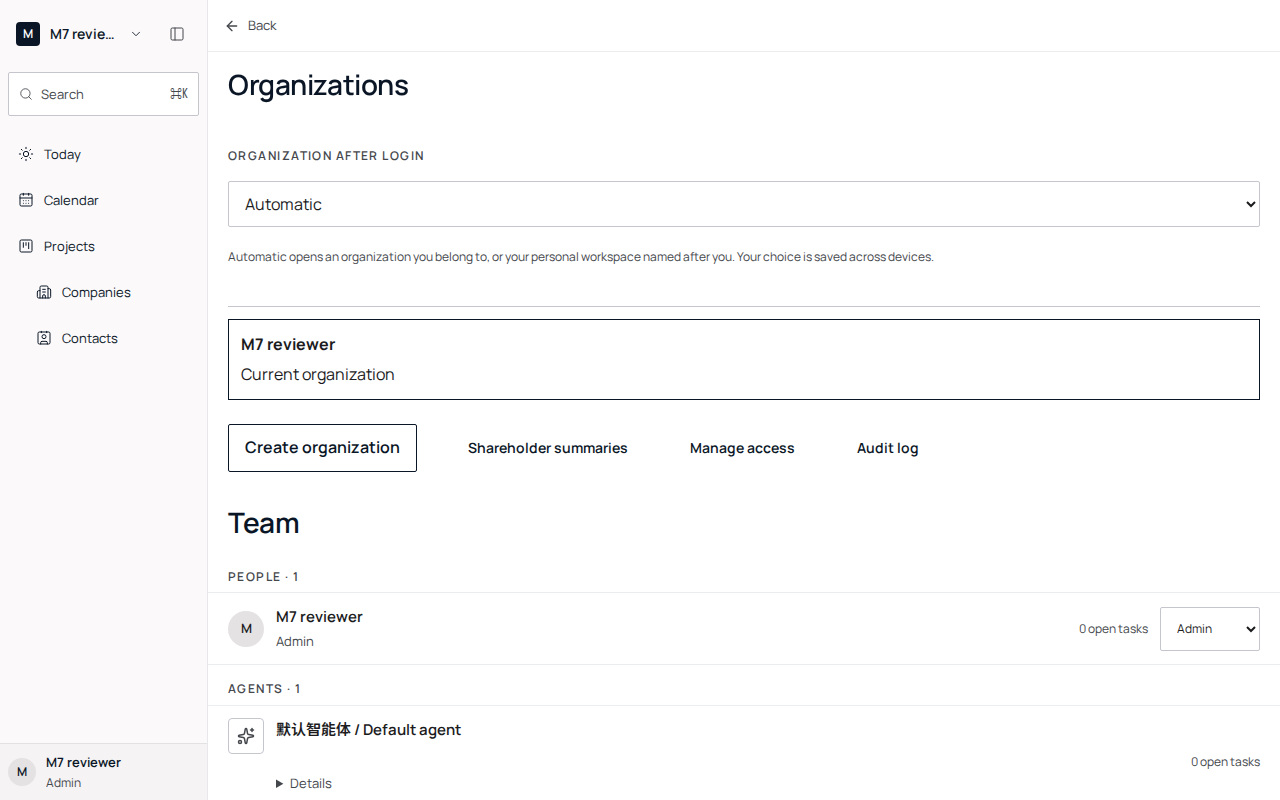 M M7 revie...
Search ⌘K
Today
Calendar
Projects
Companies
Contacts
M M7 reviewer
Admin
Back
Organizations
ORGANIZATION AFTER LOGIN
Automatic
Automatic opens an organization you belong to, or your personal workspace named after you. Your choice is saved across devices.
M7 reviewer
Current organization
Create organization Shareholder summaries Manage access Audit log
Team
PEOPLE · 1
M M7 reviewer
Admin
0 open tasks Admin
AGENTS · 1
默认智能体 / Default agent
0 open tasks
Details